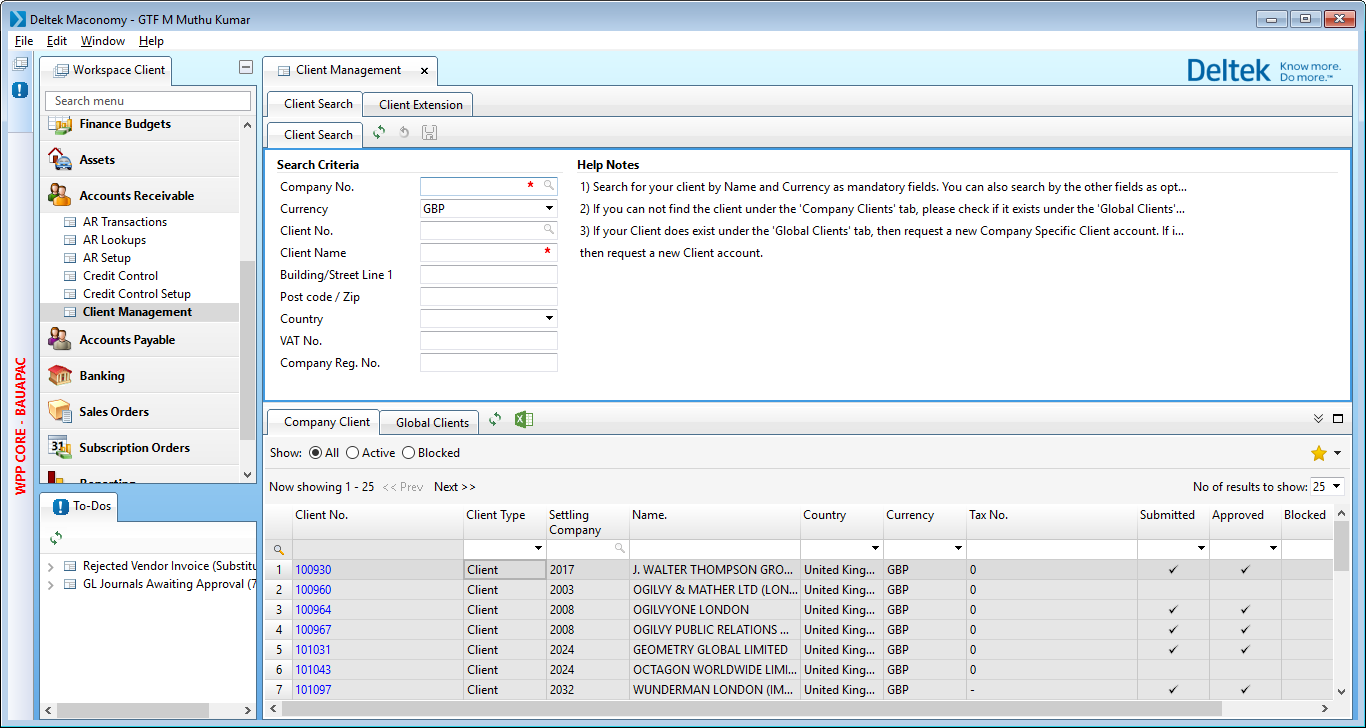 Deltek Maconomy - GTF M Muthu Kumar
File Edit Window Help
Workspace Client
Search menu
Finance Budgets
Assets
Accounts Receivable
AR Transactions
AR Lookups
AR Setup
Credit Control
Credit Control Setup
Client Management
Accounts Payable
Banking
Sales Orders
31 Subscription Orders
Reporting
WPP CORE - BAUAPAC
To-Dos
Rejected Vendor Invoice (Substitu
GL Journals Awaiting Approval (7
Client Management
Deltek Know more.
Do more.™
Client Search Client Extension
Client Search
Search Criteria
Company No. *
Currency GBP
Client No.
Client Name *
Building/Street Line 1
Post code / Zip
Country
VAT No.
Company Reg. No.
Help Notes
1) Search for your client by Name and Currency as mandatory fields. You can also search by the other fields as opt...
2) If you can not find the client under the 'Company Clients' tab, please check if it exists under the 'Global Clients'...
3) If your Client does exist under the 'Global Clients' tab, then request a new Company Specific Client account. If i...
then request a new Client account.
Company Client Global Clients
Show: All Active Blocked
Now showing 1 - 25 << Prev Next >> No of results to show: 25
Client No. Client Type Settling Company Name. Country Currency Tax No. Submitted Approved Blocked
1 100930 Client 2017 J. WALTER THOMPSON GRO... United King... GBP 0 ✓ ✓
2 100960 Client 2003 OGILVY & MATHER LTD (LON... United King... GBP 0
3 100964 Client 2008 OGILVYONE LONDON United King... GBP 0 ✓ ✓
4 100967 Client 2008 OGILVY PUBLIC RELATIONS ... United King... GBP 0 ✓ ✓
5 101031 Client 2024 GEOMETRY GLOBAL LIMITED United King... GBP 0 ✓ ✓
6 101043 Client 2024 OCTAGON WORLDWIDE LIMI... United King... GBP 0
7 101097 Client 2032 WUNDERMAN LONDON (IM... United King... GBP - ✓ ✓